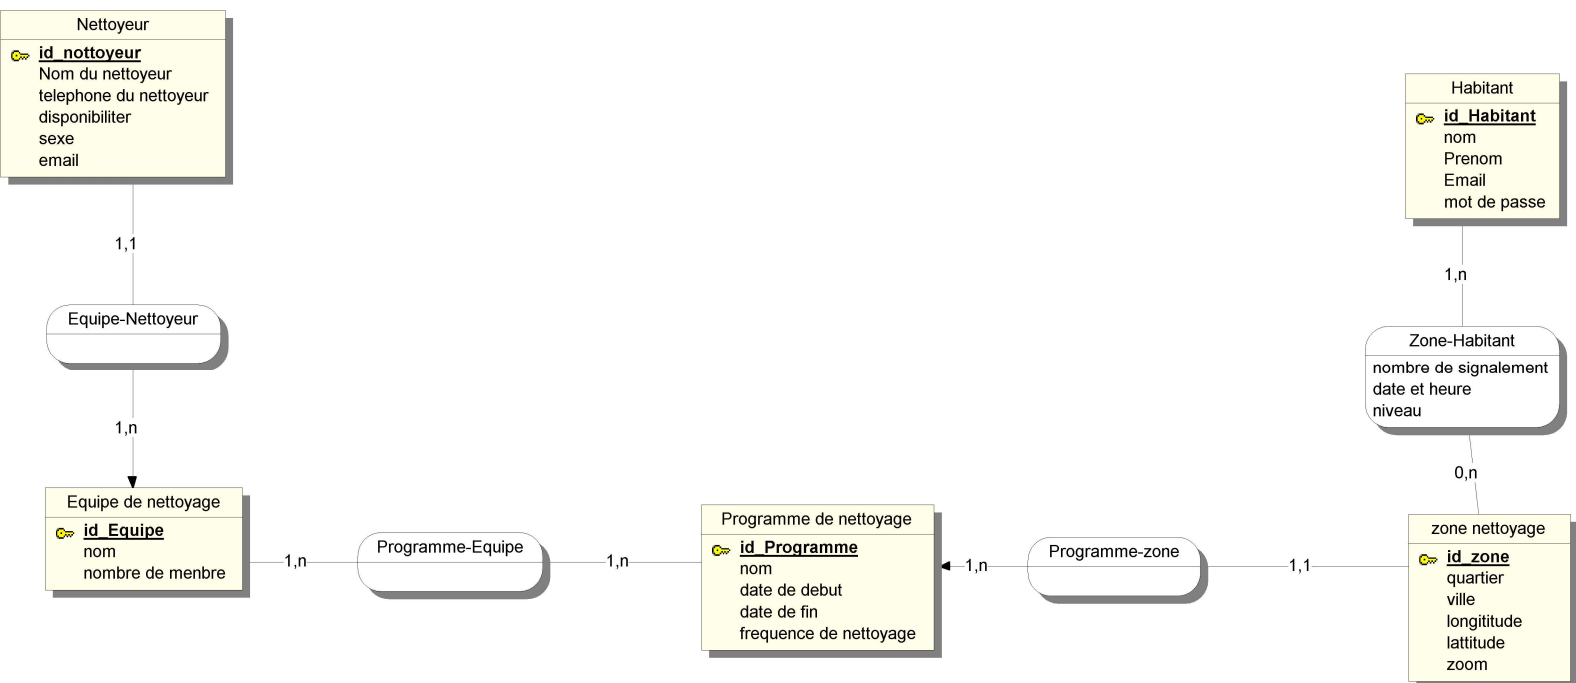 Nettoyeur
id_nottoyeur
Nom du nettoyeur
telephone du nettoyeur
disponibiliter
sexe
email
1,1
Equipe-Nettoyeur
1,n
Equipe de nettoyage
id_Equipe
nom
nombre de menbre
1,n
Programme-Equipe
1,n
Programme de nettoyage
id_Programme
nom
date de debut
date de fin
frequence de nettoyage
1,n
Programme-zone
1,1
Habitant
id_Habitant
nom
Prenom
Email
mot de passe
1,n
Zone-Habitant
nombre de signalement
date et heure
niveau
0,n
zone nettoyage
id_zone
quartier
ville
longititude
lattitude
zoom